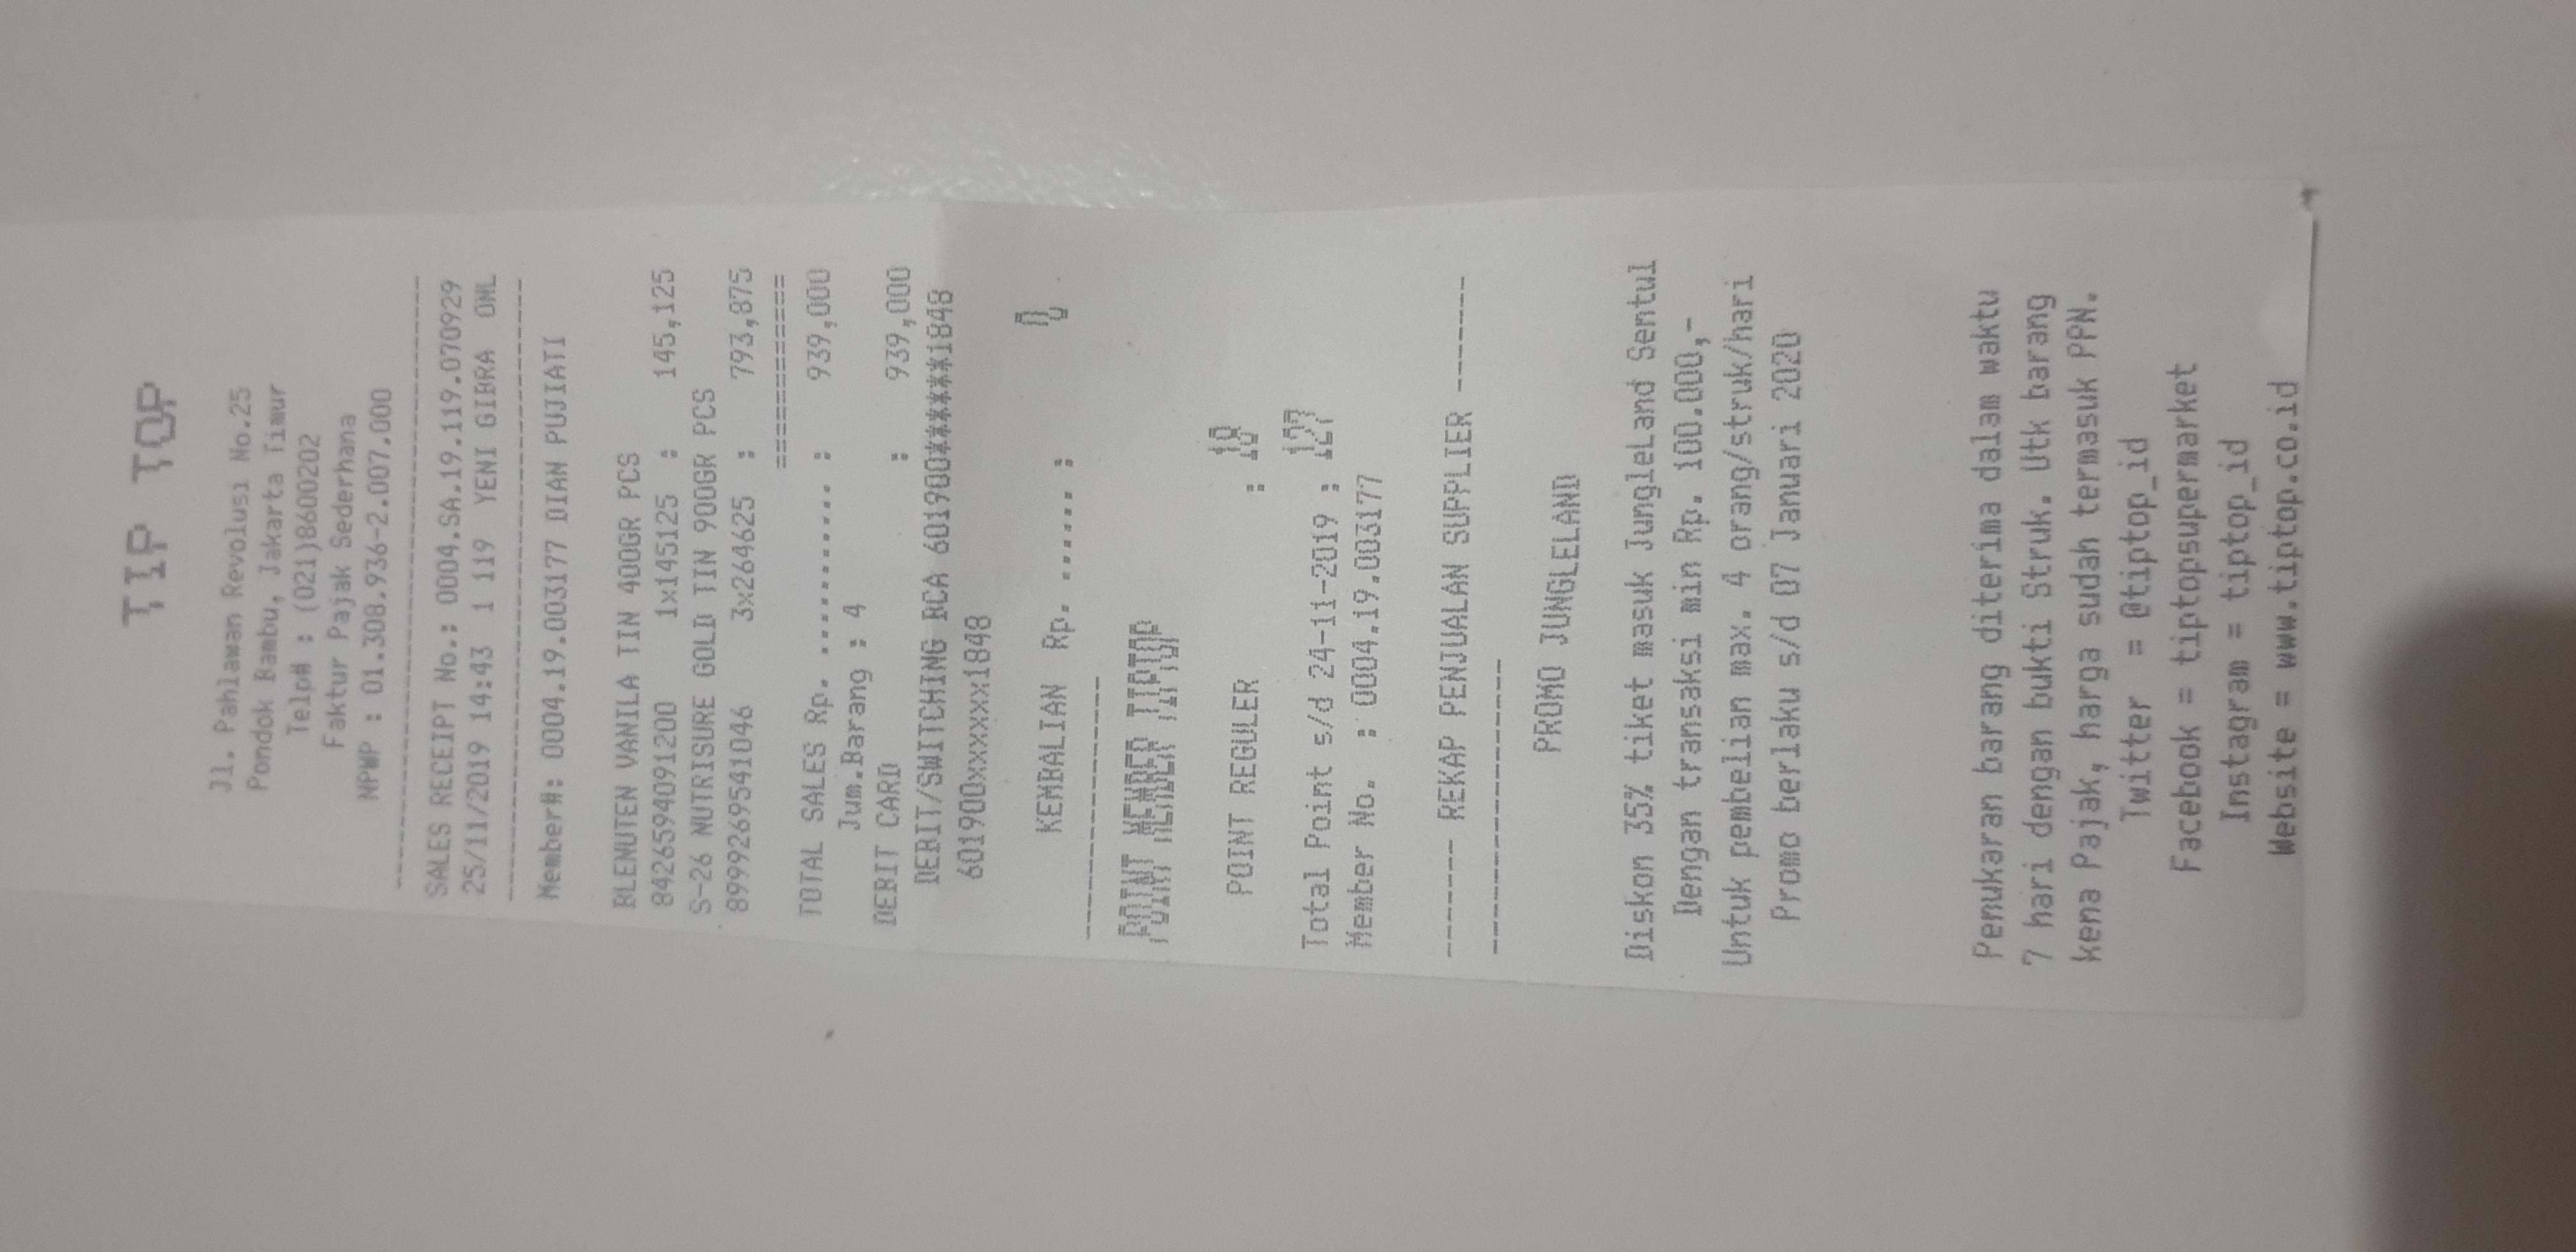 TIP TOP
Jl. Pahlawan Revolusi No.25
Pondok Bambu, Jakarta Timur
Telp# : (021)8600202
Faktur Pajak Sederhana
NPWP : 01.308.936-2.007.000
---------------------------------------
SALES RECEIPT No.: 0004.SA.19.119.070929
25/11/2019 14:43 1 119 YENI GIBRA ONL
---------------------------------------
Member#: 0004.19.003177 DIAN PUJIATI
BLENUTEN VANILA TIN 400GR PCS
8426594091200 1x145125 : 145,125
S-26 NUTRISURE GOLD TIN 900GR PCS
8999269541046 3x264625 : 793,875
============
TOTAL SALES Rp. ........... : 939,000
Jum.Barang : 4
DEBIT CARD : 939,000
DEBIT/SWITCHING BCA 601900******1848
601900xxxxxx1848
KEMBALIAN Rp. ...... : 0
----------------
POINT MEMBER TIPTOP
POINT REGULER : 18
Total Point s/d 24-11-2019 : 127
Member No. : 0004.19.003177
------- REKAP PENJUALAN SUPPLIER -------
------------------
PROMO JUNGLELAND
Diskon 35% tiket masuk JungleLand Sentul
Dengan transaksi min Rp. 100.000,-
Untuk pembelian max. 4 orang/struk/hari
Promo berlaku s/d 07 Januari 2020
Penukaran barang diterima dalam waktu
7 hari dengan bukti Struk. Utk barang
kena Pajak, harga sudah termasuk PPN.
Twitter = @tiptop_id
Facebook = tiptopsupermarket
Instagram = tiptop_id
Website = www.tiptop.co.id